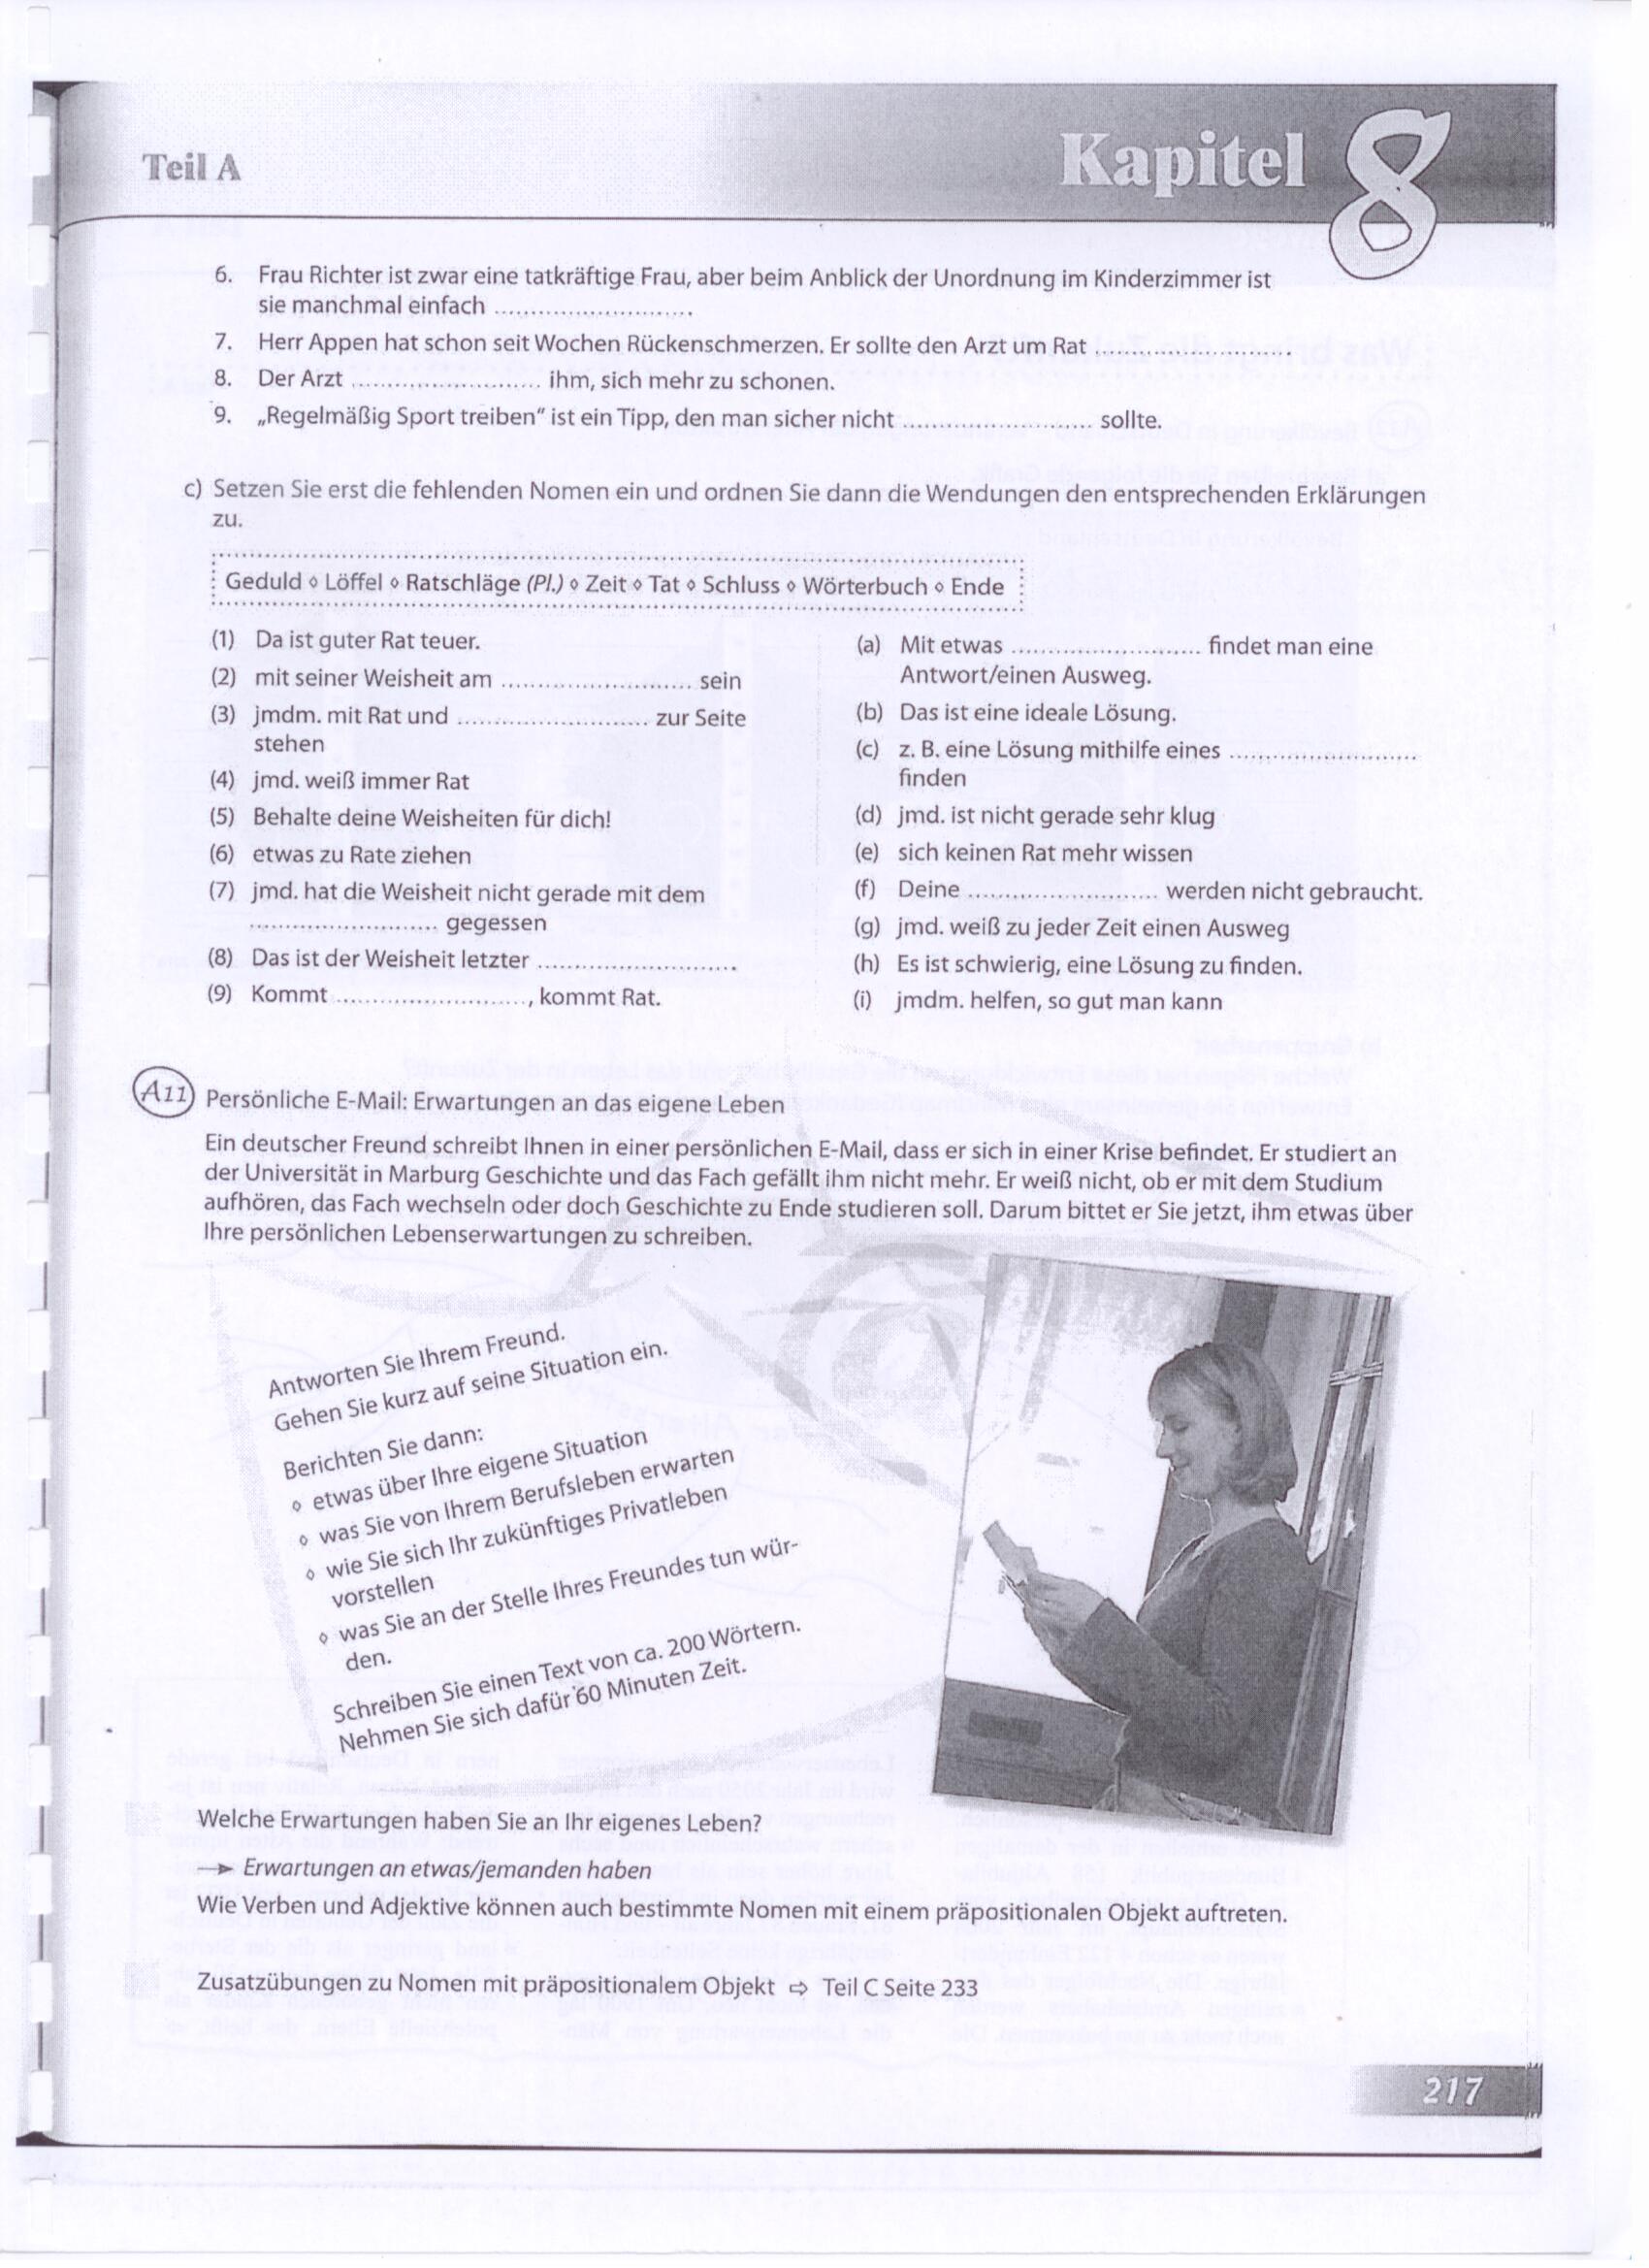 Teil A
Kapitel 8
6. Frau Richter ist zwar eine tatkräftige Frau, aber beim Anblick der Unordnung im Kinderzimmer ist
sie manchmal einfach ..........................
7. Herr Appen hat schon seit Wochen Rückenschmerzen. Er sollte den Arzt um Rat ..........................
8. Der Arzt .......................... ihm, sich mehr zu schonen.
9. „Regelmäßig Sport treiben“ ist ein Tipp, den man sicher nicht .......................... sollte.
c) Setzen Sie erst die fehlenden Nomen ein und ordnen Sie dann die Wendungen den entsprechenden Erklärungen
zu.
Geduld ⋄ Löffel ⋄ Ratschläge (Pl.) ⋄ Zeit ⋄ Tat ⋄ Schluss ⋄ Wörterbuch ⋄ Ende
(1) Da ist guter Rat teuer.
(2) mit seiner Weisheit am .......................... sein
(3) jmdm. mit Rat und .......................... zur Seite
stehen
(4) jmd. weiß immer Rat
(5) Behalte deine Weisheiten für dich!
(6) etwas zu Rate ziehen
(7) jmd. hat die Weisheit nicht gerade mit dem
.......................... gegessen
(8) Das ist der Weisheit letzter ..........................
(9) Kommt .........................., kommt Rat.
(a) Mit etwas .......................... findet man eine
Antwort/einen Ausweg.
(b) Das ist eine ideale Lösung.
(c) z. B. eine Lösung mithilfe eines ..........................
finden
(d) jmd. ist nicht gerade sehr klug
(e) sich keinen Rat mehr wissen
(f) Deine .......................... werden nicht gebraucht.
(g) jmd. weiß zu jeder Zeit einen Ausweg
(h) Es ist schwierig, eine Lösung zu finden.
(i) jmdm. helfen, so gut man kann
A11 Persönliche E-Mail: Erwartungen an das eigene Leben
Ein deutscher Freund schreibt Ihnen in einer persönlichen E-Mail, dass er sich in einer Krise befindet. Er studiert an
der Universität in Marburg Geschichte und das Fach gefällt ihm nicht mehr. Er weiß nicht, ob er mit dem Studium
aufhören, das Fach wechseln oder doch Geschichte zu Ende studieren soll. Darum bittet er Sie jetzt, ihm etwas über
Ihre persönlichen Lebenserwartungen zu schreiben.
Antworten Sie Ihrem Freund.
Gehen Sie kurz auf seine Situation ein.
Berichten Sie dann:
⋄ etwas über Ihre eigene Situation
⋄ was Sie von Ihrem Berufsleben erwarten
⋄ wie Sie sich Ihr zukünftiges Privatleben
vorstellen
⋄ was Sie an der Stelle Ihres Freundes tun wür-
den.
Schreiben Sie einen Text von ca. 200 Wörtern.
Nehmen Sie sich dafür 60 Minuten Zeit.
Welche Erwartungen haben Sie an Ihr eigenes Leben?
➤ Erwartungen an etwas/jemanden haben
Wie Verben und Adjektive können auch bestimmte Nomen mit einem präpositionalen Objekt auftreten.
Zusatzübungen zu Nomen mit präpositionalem Objekt ⇨ Teil C Seite 233
217